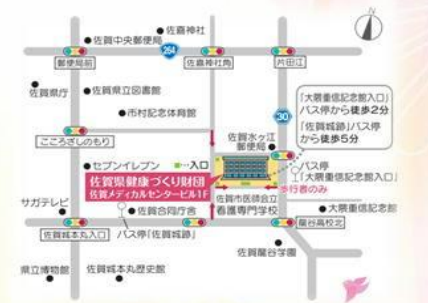 佐嘉神社
佐賀中央郵便局
264
N
郵便局前
佐嘉神社角
片田江
佐賀県庁
佐賀県立図書館
市村記念体育館
「大隈重信記念館入口」
バス停から徒歩2分
「佐賀城跡」バス停
から徒歩5分
30
こころざしのもり
佐賀水ヶ江
郵便局
セブンイレブン
…入口
バス停
「大隈重信記念館入口」
佐賀県健康づくり財団
佐賀メディカルセンタービル1F
歩行者のみ
サガテレビ
佐賀合同庁舎
佐賀市医師会立
看護専門学校
大隈重信記念館
佐賀城本丸入口
バス停「佐賀城跡」
龍谷高校北
県立博物館
佐賀城本丸歴史館
佐賀龍谷学園